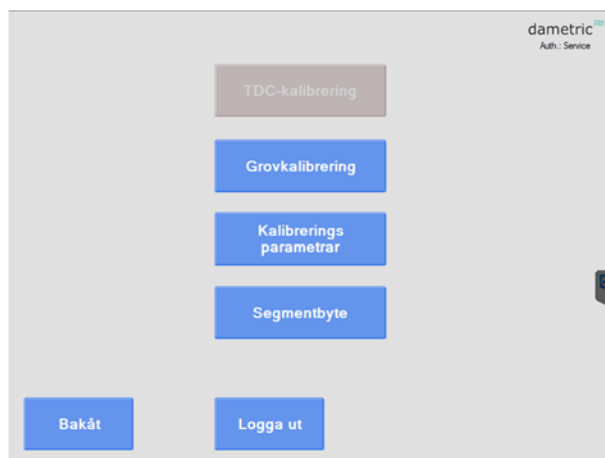 dametric
Auth.: Service
TDC-kalibrering
Grovkalibrering
Kalibrerings
parametrar
Segmentbyte
Bakåt
Logga ut